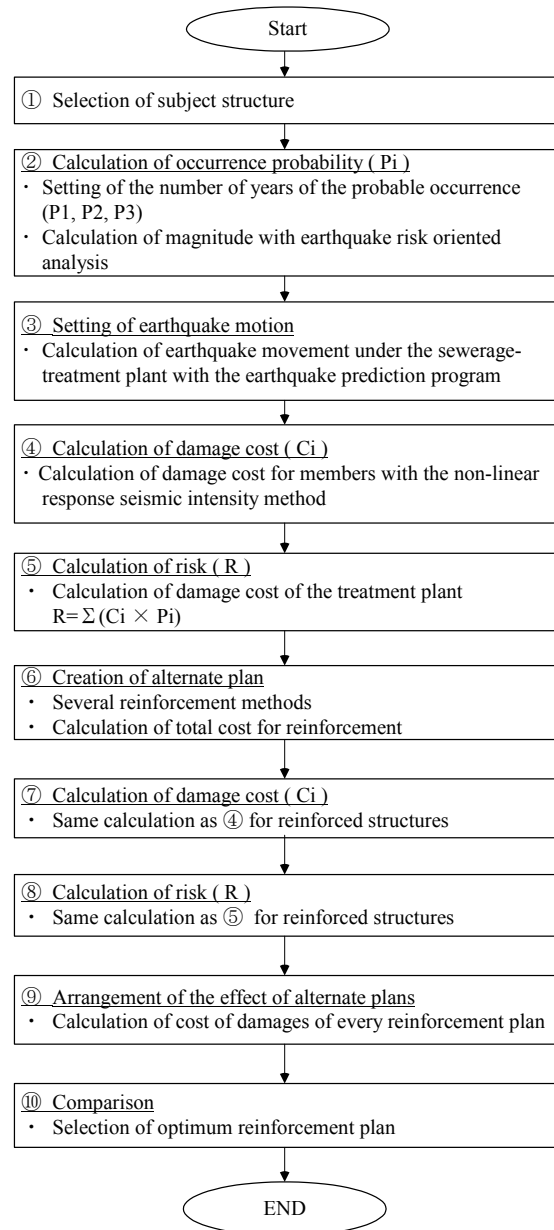 Start
① Selection of subject structure
② Calculation of occurrence probability ( Pi )
・ Setting of the number of years of the probable occurrence
(P1, P2, P3)
・ Calculation of magnitude with earthquake risk oriented
analysis
③ Setting of earthquake motion
・ Calculation of earthquake movement under the sewerage-
treatment plant with the earthquake prediction program
④ Calculation of damage cost ( Ci )
・ Calculation of damage cost for members with the non-linear
response seismic intensity method
⑤ Calculation of risk ( R )
・ Calculation of damage cost of the treatment plant
R=Σ(Ci × Pi)
⑥ Creation of alternate plan
・ Several reinforcement methods
・ Calculation of total cost for reinforcement
⑦ Calculation of damage cost ( Ci )
・ Same calculation as ④ for reinforced structures
⑧ Calculation of risk ( R )
・ Same calculation as ⑤ for reinforced structures
⑨ Arrangement of the effect of alternate plans
・ Calculation of cost of damages of every reinforcement plan
⑩ Comparison
・ Selection of optimum reinforcement plan
END